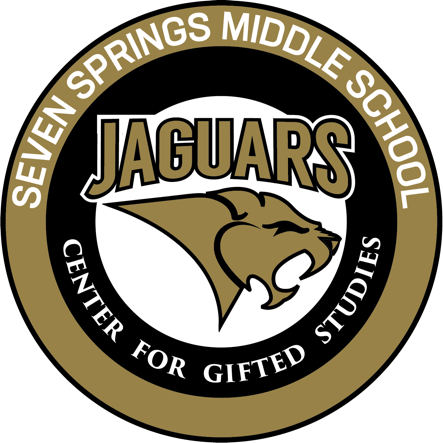 SEVEN SPRINGS MIDDLE SCHOOL
JAGUARS
CENTER FOR GIFTED STUDIES